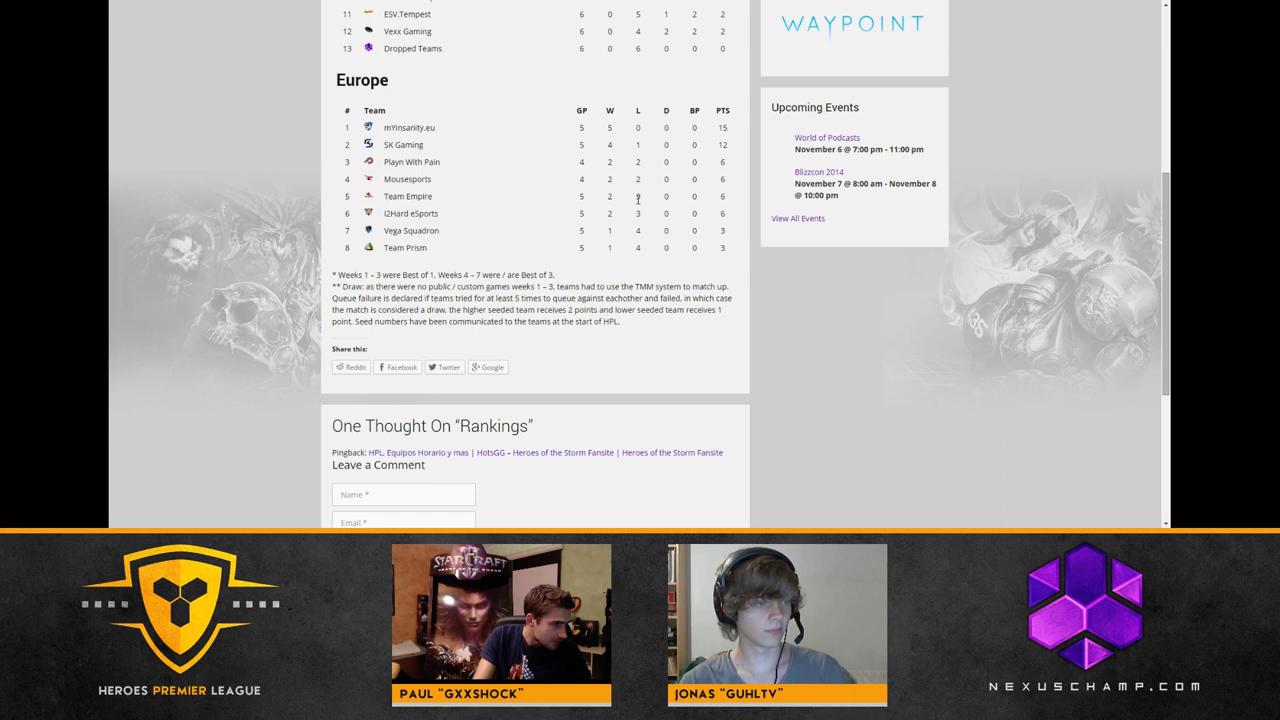 11 ESV.Tempest 6 0 5 1 2 2
12 Vexx Gaming 6 0 4 2 2 2
13 Dropped Teams 6 0 6 0 0 0
Europe
# Team GP W L D BP PTS
1 mYinsanity.eu 5 5 0 0 0 15
2 SK Gaming 5 4 1 0 0 12
3 Playn With Pain 4 2 2 0 0 6
4 Mousesports 4 2 2 0 0 6
5 Team Empire 5 2 0 0 6
6 i2Hard eSports 5 2 3 0 0 6
7 Vega Squadron 5 1 4 0 0 3
8 Team Prism 5 1 4 0 0 3
* Weeks 1 – 3 were Best of 1, Weeks 4 – 7 were / are Best of 3.
** Draw: as there were no public / custom games weeks 1 – 3, teams had to use the TMM system to match up.
Queue failure is declared if teams tried for at least 5 times to queue against eachother and failed, in which case
the match is considered a draw, the higher seeded team receives 2 points and lower seeded team receives 1
point. Seed numbers have been communicated to the teams at the start of HPL.
Share this:
Reddit Facebook Twitter Google
One Thought On “Rankings”
Pingback: HPL, Equipos Horario y mas | HotsGG – Heroes of the Storm Fansite | Heroes of the Storm Fansite
Leave a Comment
Name *
Email *
WAYPOINT
Upcoming Events
World of Podcasts
November 6 @ 7:00 pm - 11:00 pm
Blizzcon 2014
November 7 @ 8:00 am - November 8
@ 10:00 pm
View All Events
HEROES PREMIER LEAGUE
STARCRAFT
PAUL "GXXSHOCK"
JONAS "GUHLTV"
NEXUSCHAMP.COM